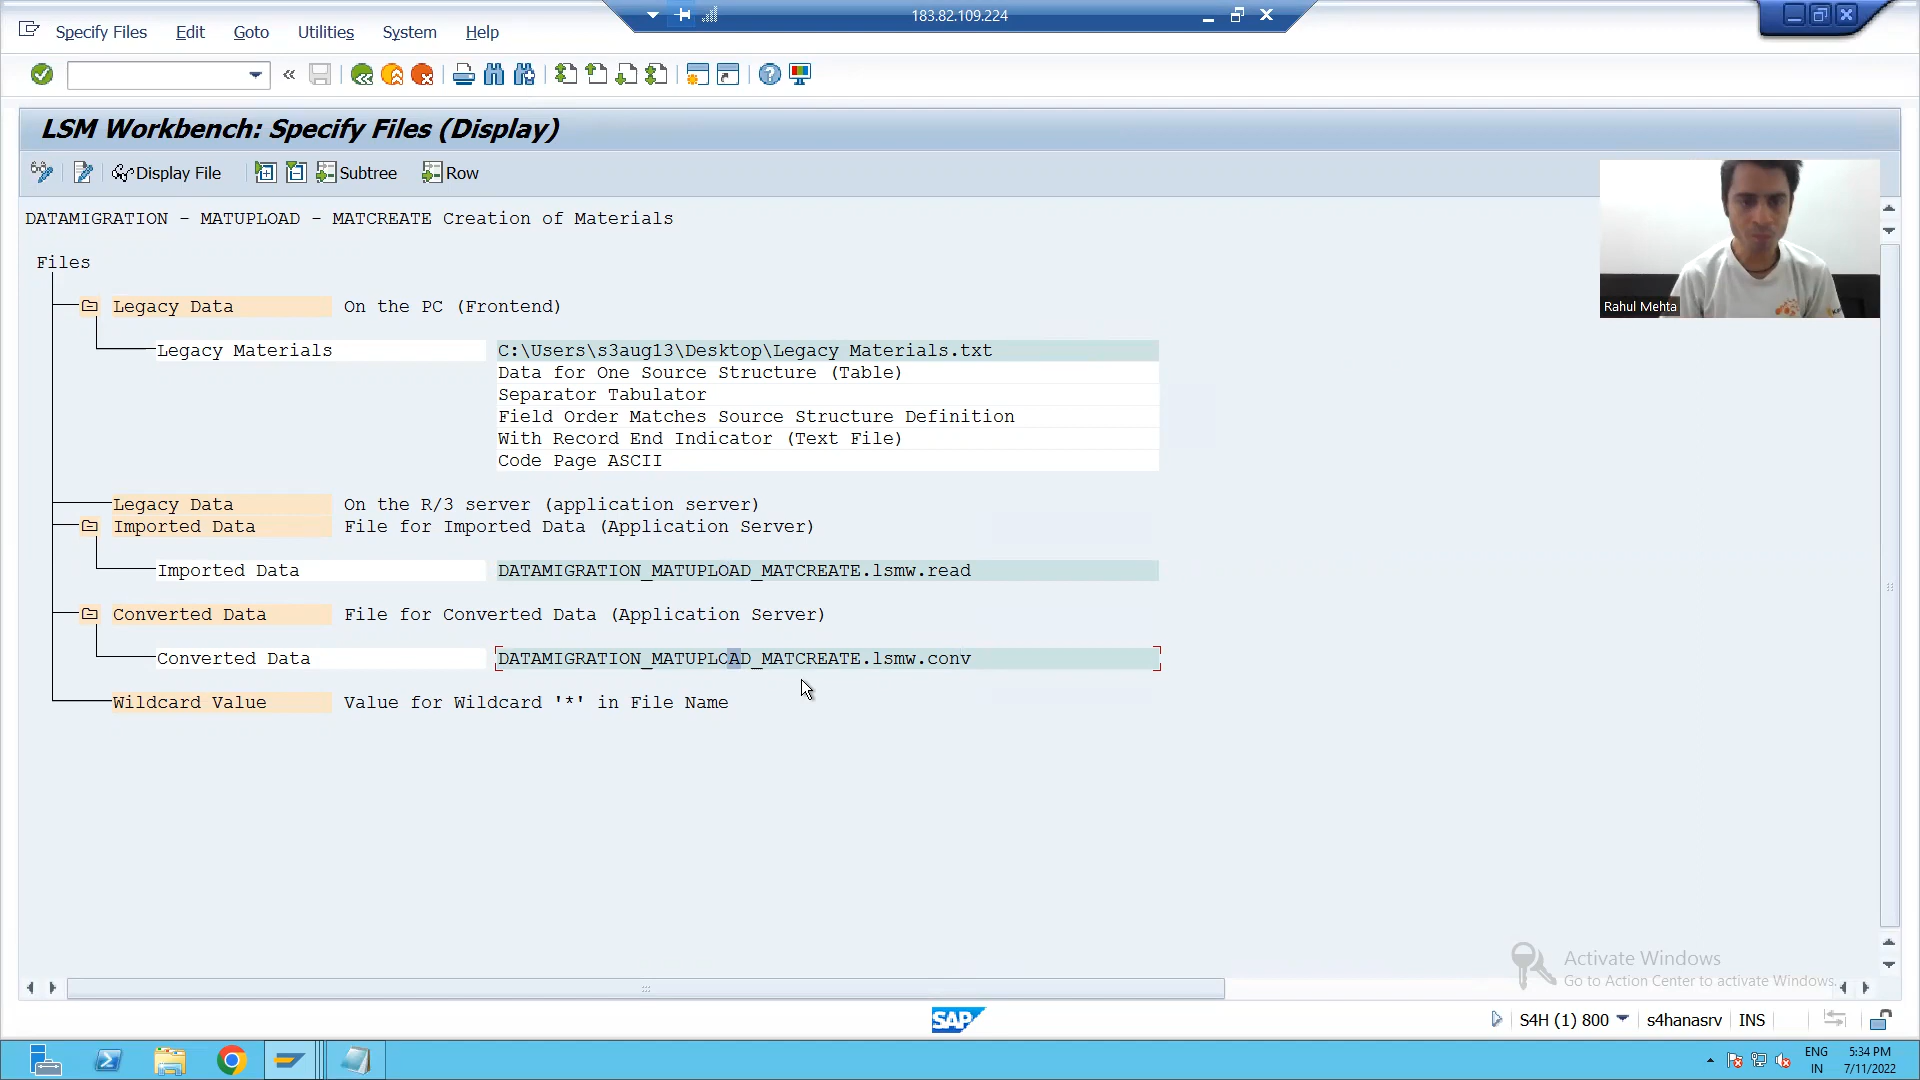 183.82.109.224
Specify Files Edit Goto Utilities System Help
LSM Workbench: Specify Files (Display)
Display File Subtree Row
DATAMIGRATION - MATUPLOAD - MATCREATE Creation of Materials
Files
Legacy Data On the PC (Frontend)
Legacy Materials C:\Users\s3aug13\Desktop\Legacy Materials.txt
Data for One Source Structure (Table)
Separator Tabulator
Field Order Matches Source Structure Definition
With Record End Indicator (Text File)
Code Page ASCII
Legacy Data On the R/3 server (application server)
Imported Data File for Imported Data (Application Server)
Imported Data DATAMIGRATION_MATUPLOAD_MATCREATE.lsmw.read
Converted Data File for Converted Data (Application Server)
Converted Data DATAMIGRATION_MATUPLOAD_MATCREATE.lsmw.conv
Wildcard Value Value for Wildcard '*' in File Name
Rahul Mehta
Activate Windows
Go to Action Center to activate Windows.
SAP
S4H (1) 800 s4hanasrv INS
ENG 5:34 PM
IN 7/11/2022